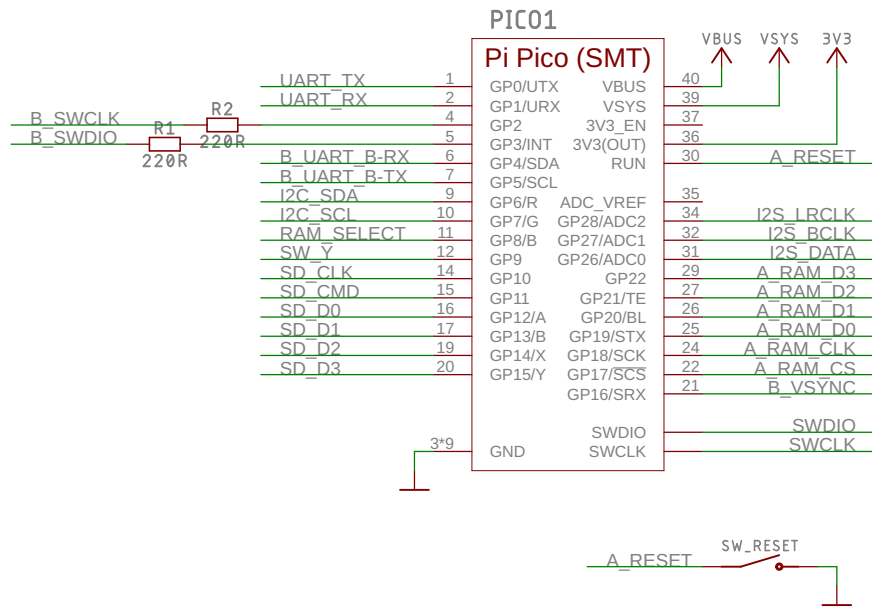 PICO1
Pi Pico (SMT)
VBUS VSYS 3V3
UART_TX 1 GP0/UTX VBUS 40
UART_RX 2 GP1/URX VSYS 39
B_SWCLK R2 220R 4 GP2 3V3_EN 37
B_SWDIO R1 220R 5 GP3/INT 3V3(OUT) 36
B_UART_B-RX 6 GP4/SDA RUN 30 A_RESET
B_UART_B-TX 7 GP5/SCL
I2C_SDA 9 GP6/R ADC_VREF 35
I2C_SCL 10 GP7/G GP28/ADC2 34 I2S_LRCLK
RAM_SELECT 11 GP8/B GP27/ADC1 32 I2S_BCLK
SW_Y 12 GP9 GP26/ADC0 31 I2S_DATA
SD_CLK 14 GP10 GP22 29 A_RAM_D3
SD_CMD 15 GP11 GP21/TE 27 A_RAM_D2
SD_D0 16 GP12/A GP20/BL 26 A_RAM_D1
SD_D1 17 GP13/B GP19/STX 25 A_RAM_D0
SD_D2 19 GP14/X GP18/SCK 24 A_RAM_CLK
SD_D3 20 GP15/Y GP17/SCS 22 A_RAM_CS
GP16/SRX 21 B_VSYNC
SWDIO SWDIO
3*9 GND SWCLK SWCLK
A_RESET SW_RESET